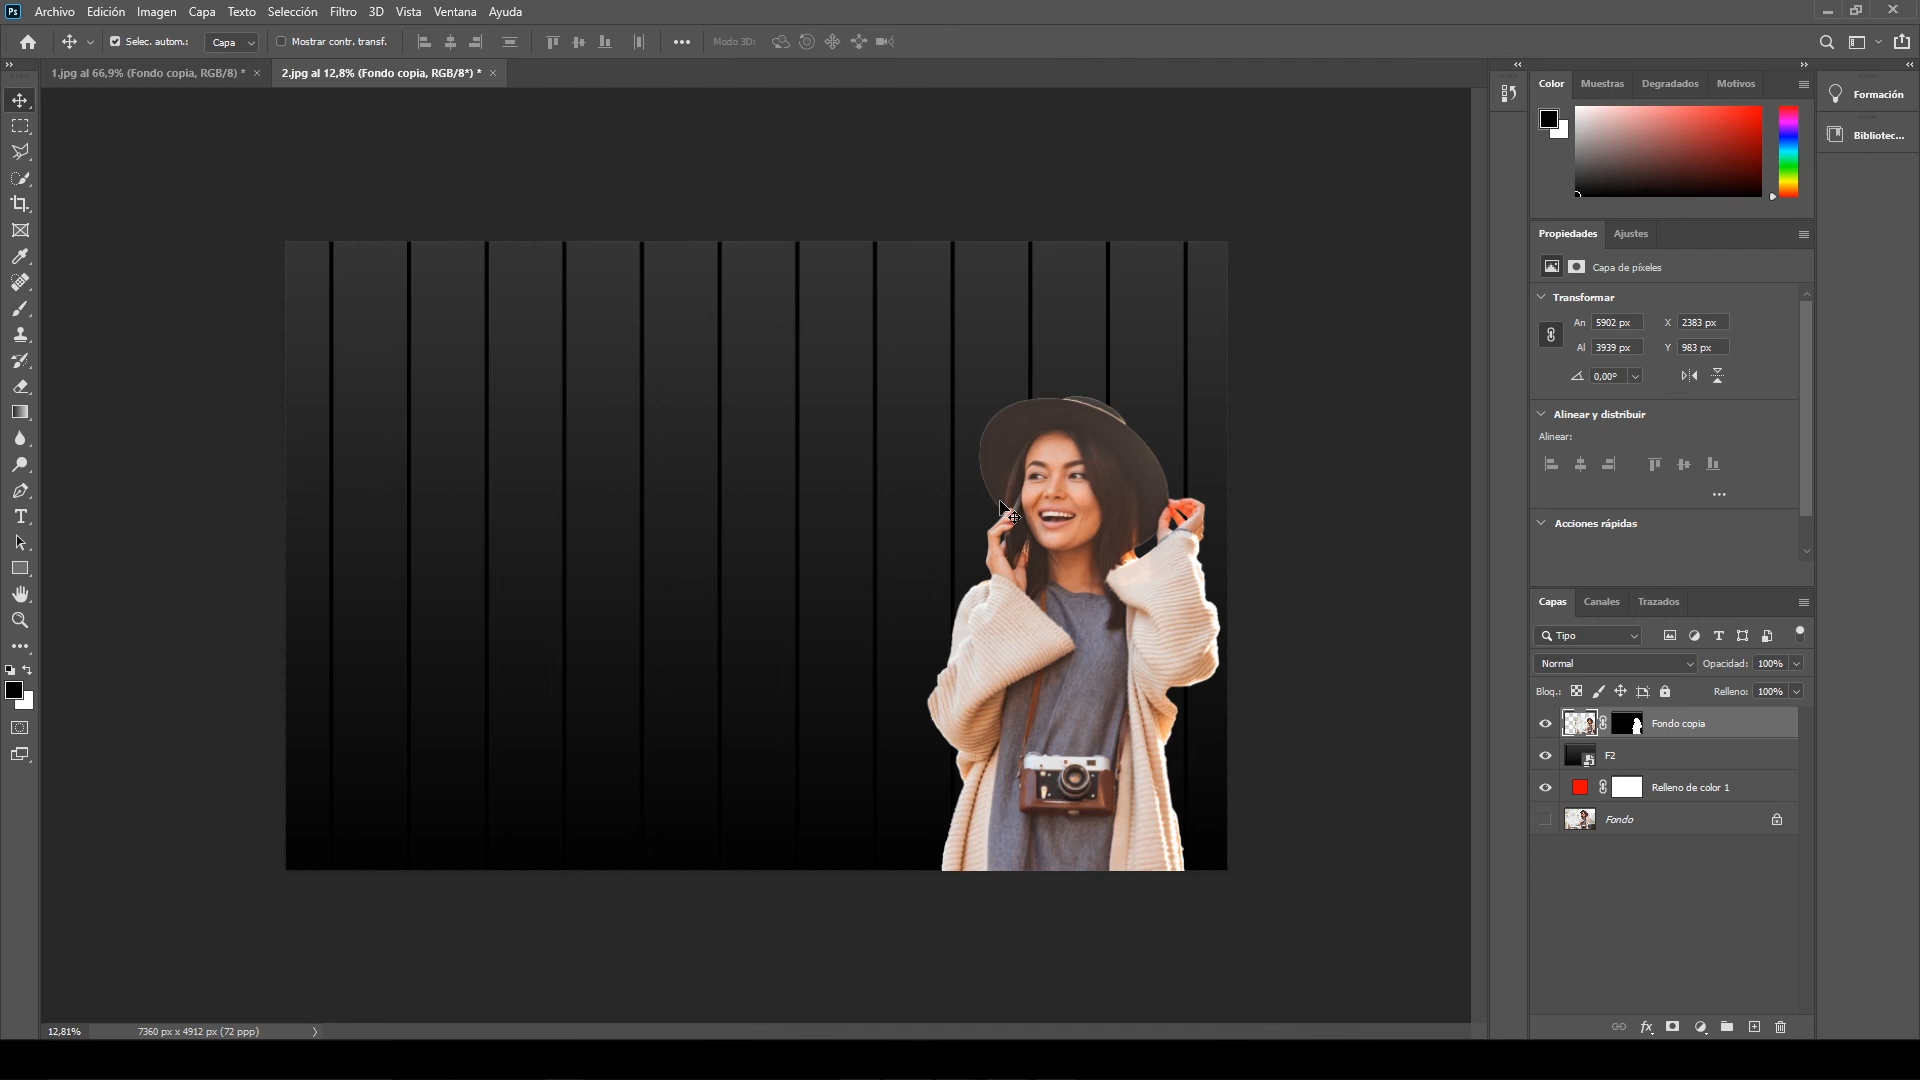 Ps Archivo Edición Imagen Capa Texto Selección Filtro 3D Vista Ventana Ayuda
Selec. autom.: Capa Mostrar contr. transf. Modo 3D:
1.jpg al 66,9% (Fondo copia, RGB/8) * 2.jpg al 12,8% (Fondo copia, RGB/8*) *
Color Muestras Degradados Motivos
Formación
Bibliotec...
Propiedades Ajustes
Capa de píxeles
Transformar
An 5902 px X 2383 px
Al 3939 px Y 983 px
0,00°
Alinear y distribuir
Alinear:
Acciones rápidas
Capas Canales Trazados
Tipo
Normal Opacidad: 100%
Bloq.: Relleno: 100%
Fondo copia
F2
Relleno de color 1
Fondo
12,81% 7360 px x 4912 px (72 ppp)
fx